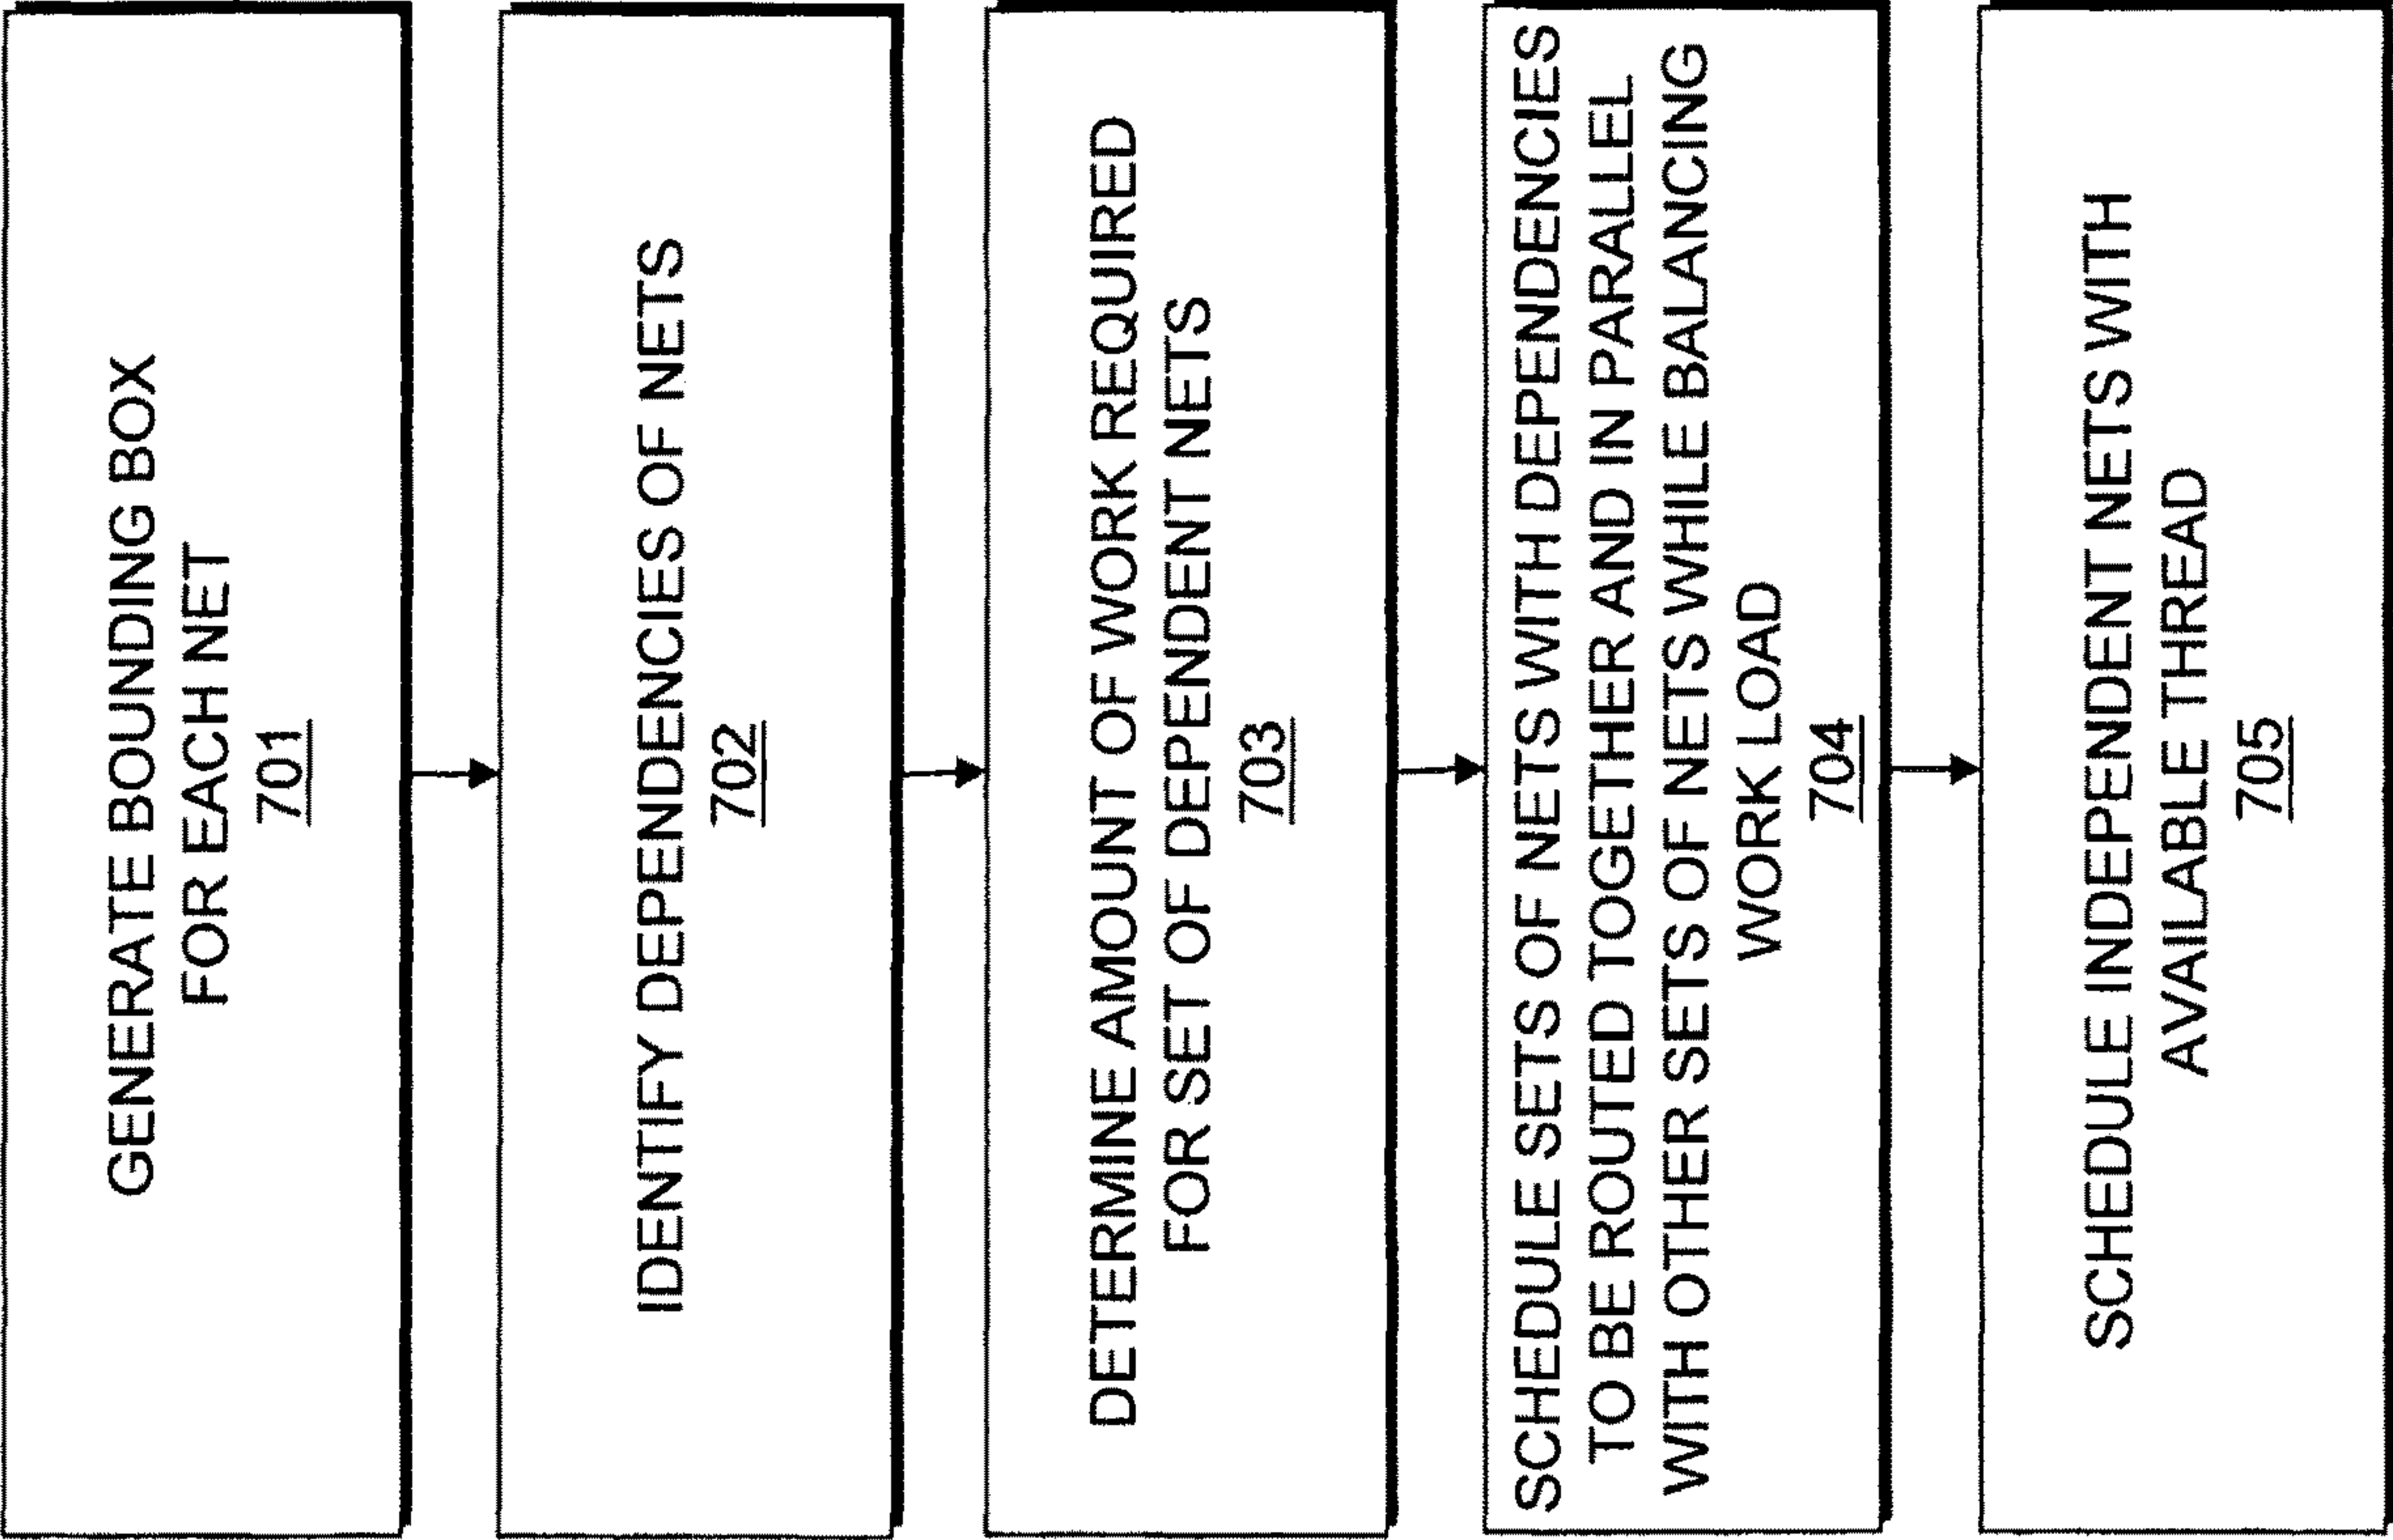 GENERATE BOUNDING BOX
FOR EACH NET
701
IDENTIFY DEPENDENCIES OF NETS
702
DETERMINE AMOUNT OF WORK REQUIRED
FOR SET OF DEPENDENT NETS
703
SCHEDULE SETS OF NETS WITH DEPENDENCIES
TO BE ROUTED TOGETHER AND IN PARALLEL
WITH OTHER SETS OF NETS WHILE BALANCING
WORK LOAD
704
SCHEDULE INDEPENDENT NETS WITH
AVAILABLE THREAD
705